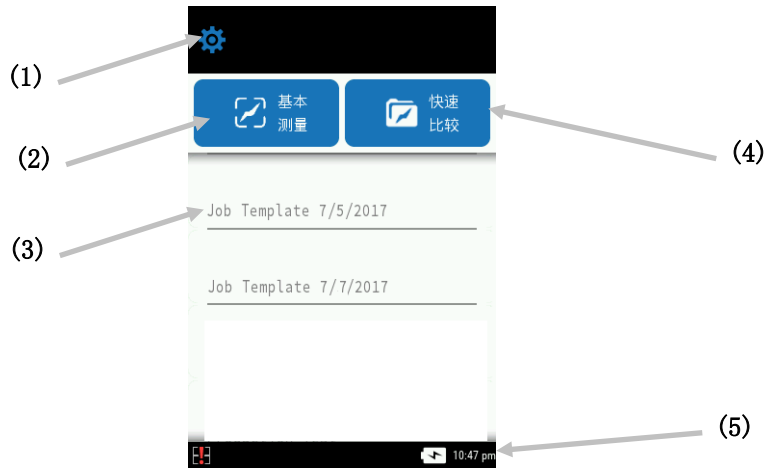 (1)
基本
测量
快速
比较
(2)
(4)
Job Template 7/5/2017
(3)
Job Template 7/7/2017
(5)
10:47 pm